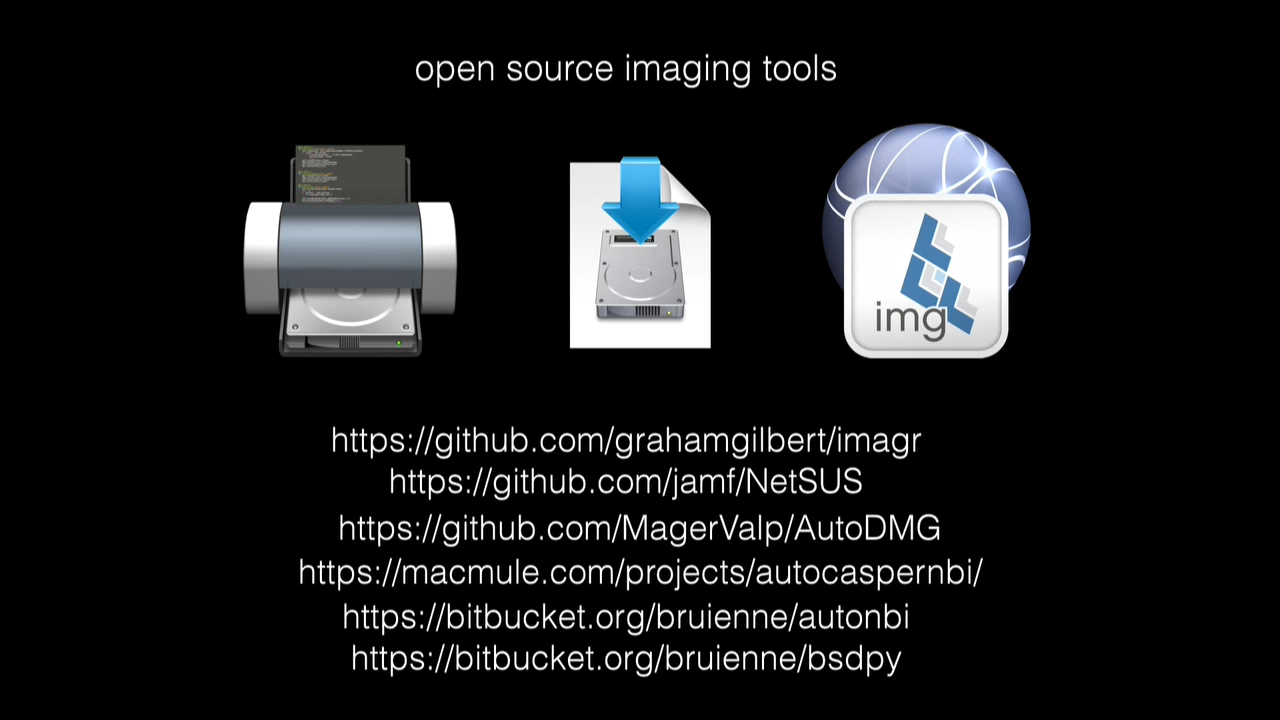 open source imaging tools
img
https://github.com/grahamgilbert/imagr
https://github.com/jamf/NetSUS
https://github.com/MagerValp/AutoDMG
https://macmule.com/projects/autocaspernbi/
https://bitbucket.org/bruienne/autonbi
https://bitbucket.org/bruienne/bsdpy